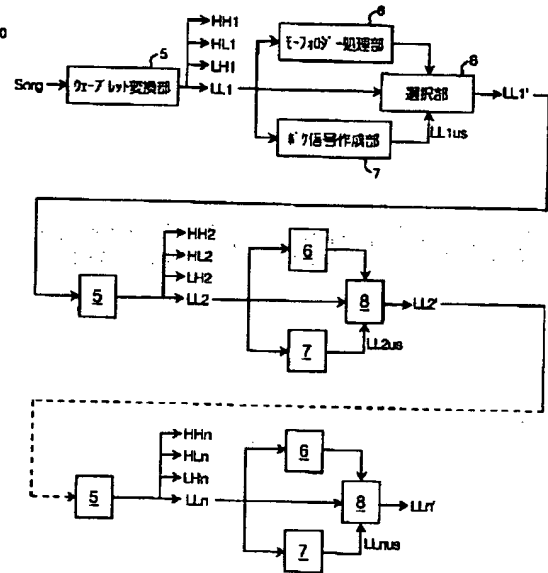 0
HH1
HL1
LH1
LL1
Sorg
5
ウェーブレット変換部
6
モーフォロジー処理部
8
選択部
LL1'
LL1us
ボケ信号作成部
7
HH2
HL2
LH2
LL2
5
6
8
LL2'
7
LL2us
HHn
HLn
LHn
LLn
5
6
8
LLn'
7
LLnus